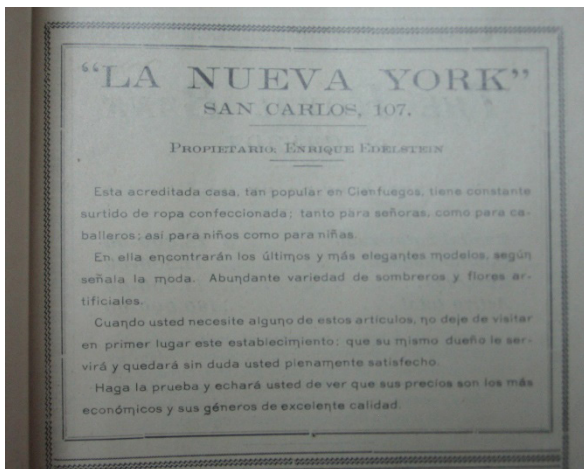 “LA NUEVA YORK”
SAN CARLOS, 107.
PROPIETARIO: ENRIQUE EDELSTEIN
Esta acreditada casa, tan popular en Cienfuegos, tiene constante
surtido de ropa confeccionada; tanto para señoras, como para ca-
balleros; asi para niños como para niñas.
En ella encontrarán los últimos y más elegantes modelos, según
señala la moda. Abundante variedad de sombreros y flores ar-
tificiales.
Cuando usted necesite alguno de estos artículos, no deje de visitar
en primer lugar este establecimiento; que su mismo dueño le ser-
virá y quedará sin duda usted plenamente satisfecho.
Haga la prueba y echará usted de ver que sus precios son los más
económicos y sus géneros de excelente calidad.